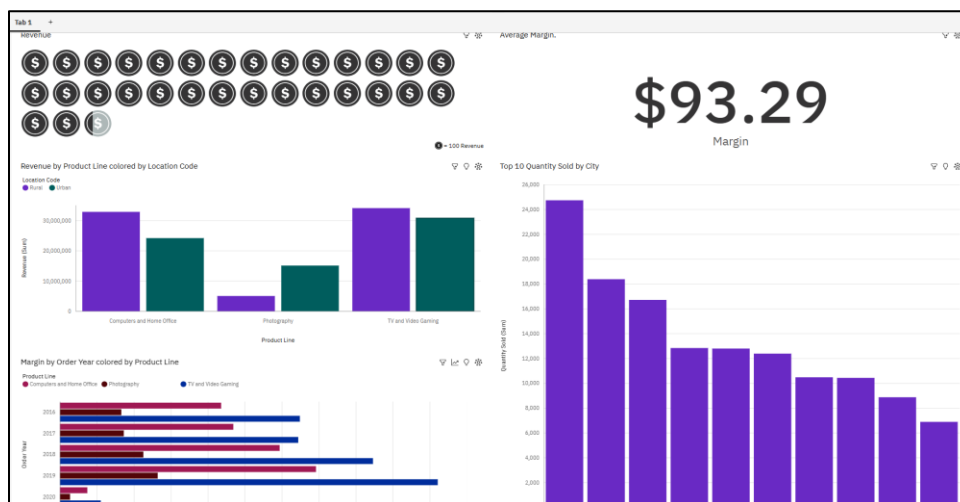 Tab 1 +
Revenue
$ $ $ $ $ $ $ $ $ $ $ $ $ $
$ $ $ $ $ $ $ $ $ $ $ $ $ $
$ $ $
$ = 100 Revenue
Average Margin.
$93.29
Margin
Revenue by Product Line colored by Location Code
Location Code
Rural Urban
Revenue (Sum)
30,000,000
20,000,000
10,000,000
0
Computers and Home Office Photography TV and Video Gaming
Product Line
Top 10 Quantity Sold by City
Quantity Sold (Sum)
26,000
24,000
22,000
20,000
18,000
16,000
14,000
12,000
10,000
8,000
6,000
4,000
2,000
Margin by Order Year colored by Product Line
Product Line
Computers and Home Office Photography TV and Video Gaming
Order Year
2016
2017
2018
2019
2020